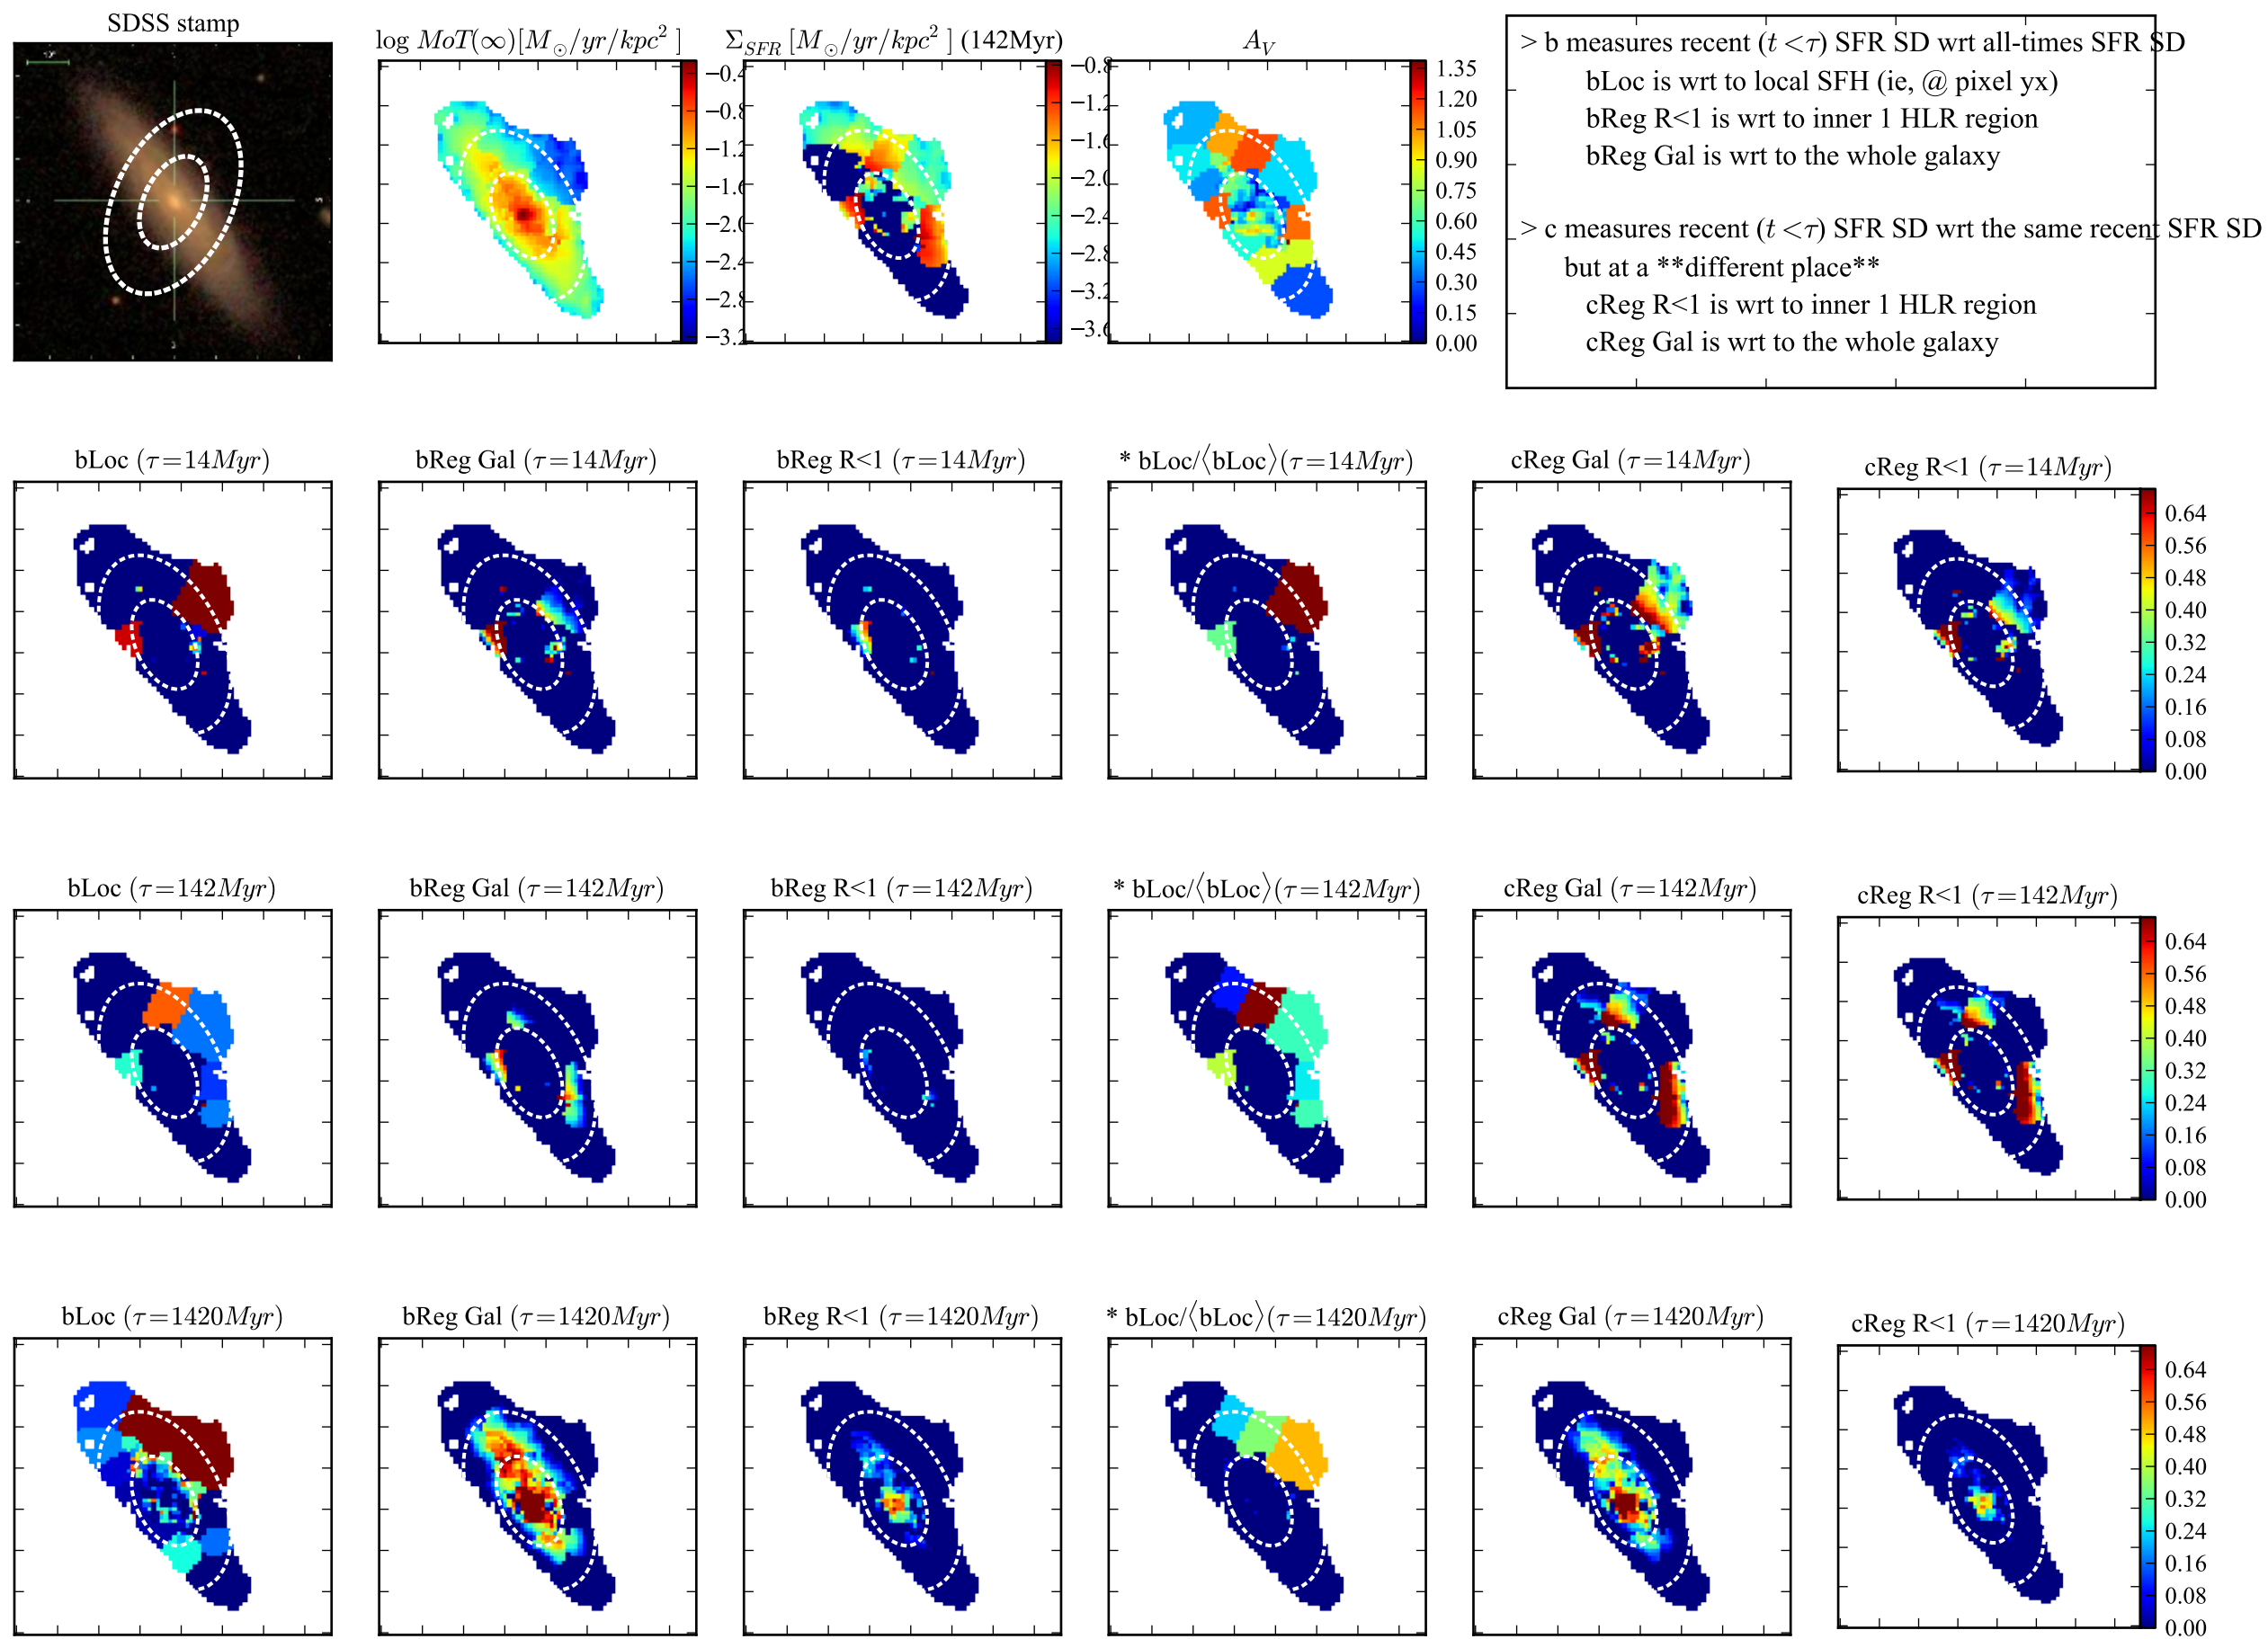 SDSS stamp
log MoT(∞)[M⊙/yr/kpc² ]
Σ_SFR [M⊙/yr/kpc² ] (142Myr)
A_V
−0.4
−0.8
−1.2
−1.6
−2.0
−2.4
−2.8
−3.2
−0.8
−1.2
−1.6
−2.0
−2.4
−2.8
−3.2
−3.6
1.35
1.20
1.05
0.90
0.75
0.60
0.45
0.30
0.15
0.00
> b measures recent (t <τ) SFR SD wrt all-times SFR SD
bLoc is wrt to local SFH (ie, @ pixel yx)
bReg R<1 is wrt to inner 1 HLR region
bReg Gal is wrt to the whole galaxy
> c measures recent (t <τ) SFR SD wrt the same recent SFR SD
but at a **different place**
cReg R<1 is wrt to inner 1 HLR region
cReg Gal is wrt to the whole galaxy
bLoc (τ=14Myr)
bReg Gal (τ=14Myr)
bReg R<1 (τ=14Myr)
* bLoc/⟨bLoc⟩(τ=14Myr)
cReg Gal (τ=14Myr)
cReg R<1 (τ=14Myr)
0.64
0.56
0.48
0.40
0.32
0.24
0.16
0.08
0.00
bLoc (τ=142Myr)
bReg Gal (τ=142Myr)
bReg R<1 (τ=142Myr)
* bLoc/⟨bLoc⟩(τ=142Myr)
cReg Gal (τ=142Myr)
cReg R<1 (τ=142Myr)
0.64
0.56
0.48
0.40
0.32
0.24
0.16
0.08
0.00
bLoc (τ=1420Myr)
bReg Gal (τ=1420Myr)
bReg R<1 (τ=1420Myr)
* bLoc/⟨bLoc⟩(τ=1420Myr)
cReg Gal (τ=1420Myr)
cReg R<1 (τ=1420Myr)
0.64
0.56
0.48
0.40
0.32
0.24
0.16
0.08
0.00